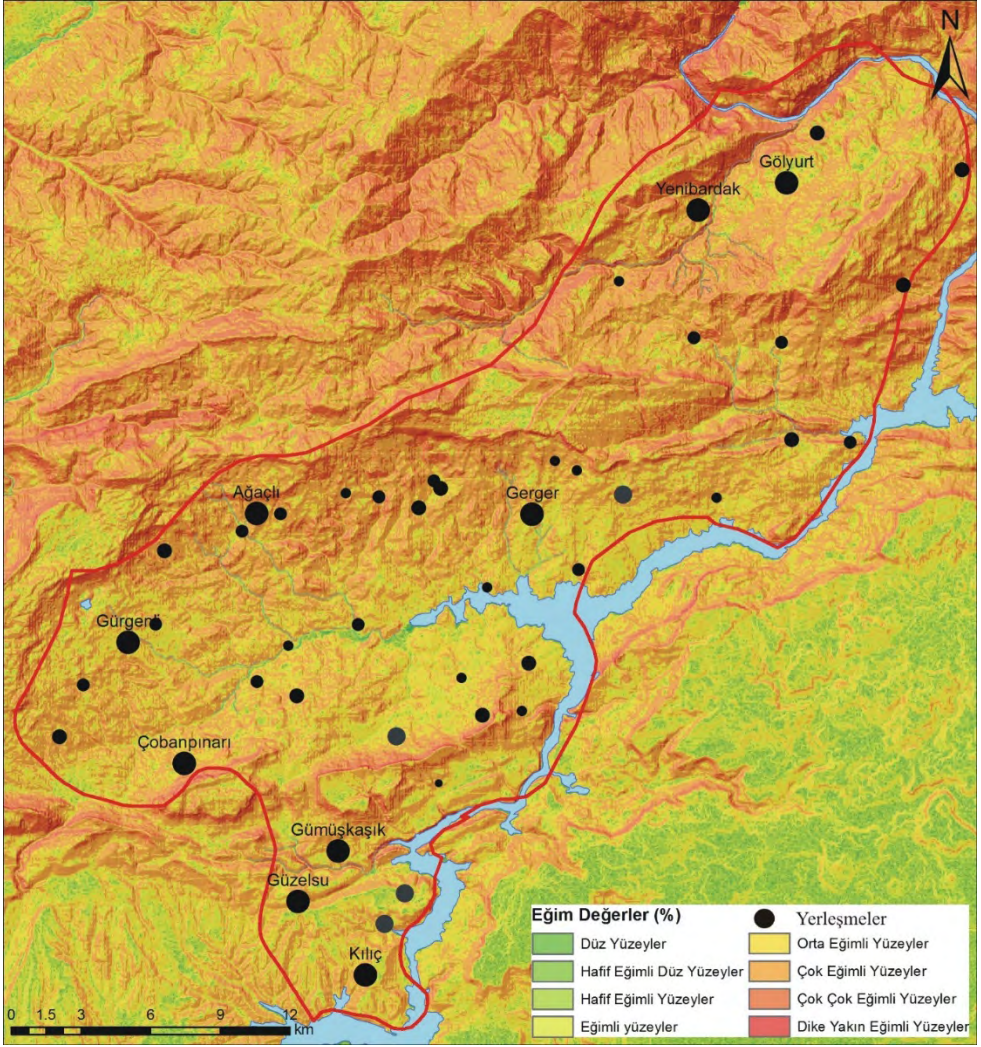 N
Gölyurt
Yenibardak
Ağaçlı
Gerger
Çobanpınarı
Gümüşkaşık
Güzelsu
Kılıç
0 1.5 3 6 9 12
km
Eğim Değerler (%)
Düz Yüzeyler
Hafif Eğimli Düz Yüzeyler
Hafif Eğimli Yüzeyler
Eğimli yüzeyler
Yerleşmeler
Orta Eğimli Yüzeyler
Çok Eğimli Yüzeyler
Çok Çok Eğimli Yüzeyler
Dike Yakın Eğimli Yüzeyler